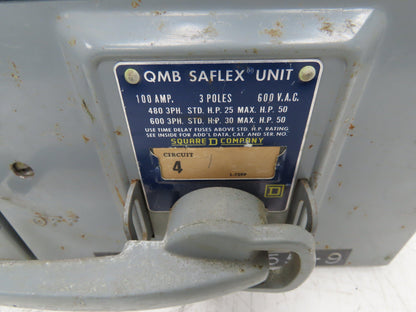 QMB SAFLEX UNIT
100 AMP. 3 POLES 600 V.A.C.
480 3PH. STD. H.P. 25 MAX. H.P. 50
600 3PH. STD. H.P. 30 MAX. H.P. 50
USE TIME DELAY FUSES ABOVE STD. H.P. RATING
SEE INSIDE FOR ADD'L DATA, CAT. AND SER. NO.
SQUARE D COMPANY
CIRCUIT
4
D